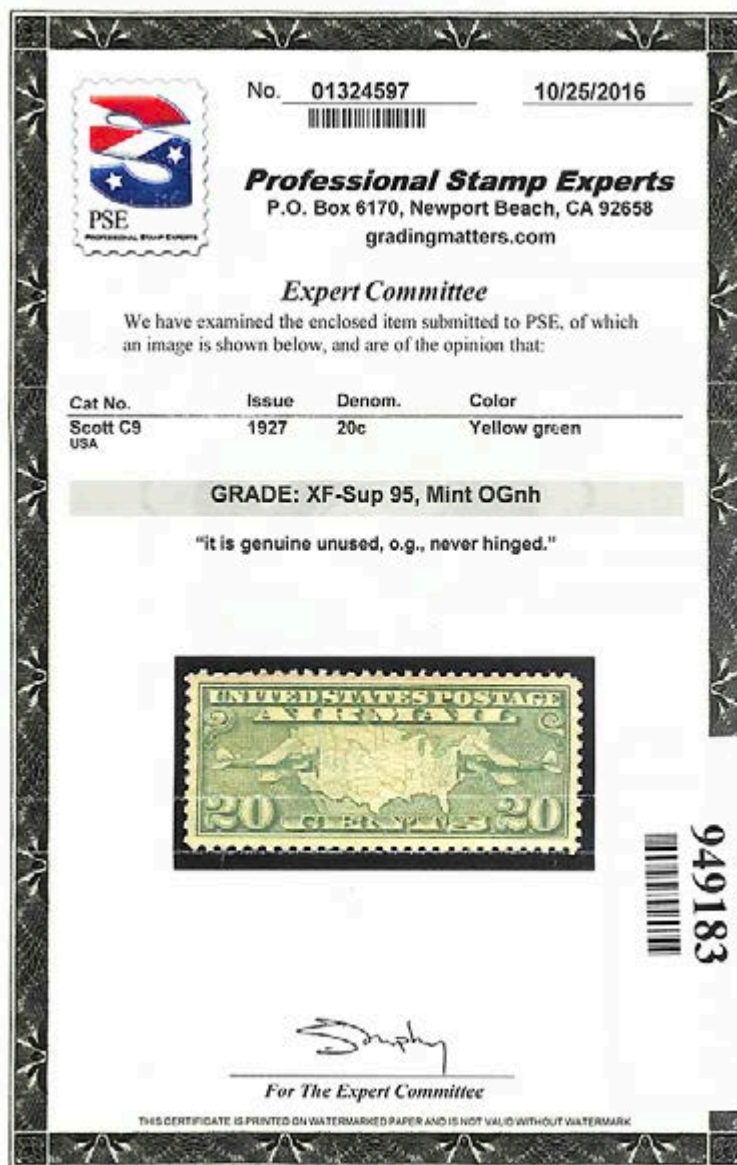 No. 01324597 10/25/2016
PSE
PROFESSIONAL STAMP EXPERTS
Professional Stamp Experts
P.O. Box 6170, Newport Beach, CA 92658
gradingmatters.com
Expert Committee
We have examined the enclosed item submitted to PSE, of which
an image is shown below, and are of the opinion that:
Cat No. Issue Denom. Color
Scott C9 1927 20c Yellow green
USA
GRADE: XF-Sup 95, Mint OGnh
“it is genuine unused, o.g., never hinged.”
UNITED STATES POSTAGE
AIR MAIL
20 CENTS 20
949183
For The Expert Committee
THIS CERTIFICATE IS PRINTED ON WATERMARKED PAPER AND IS NOT VALID WITHOUT WATERMARK